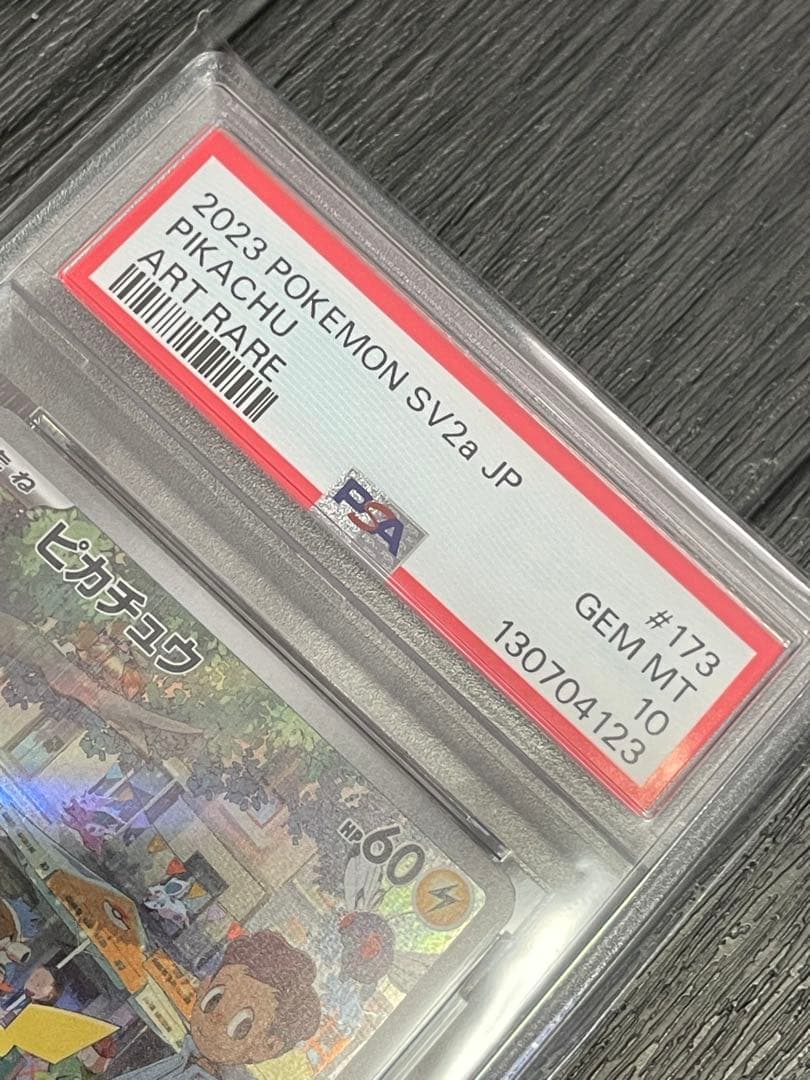 2023 POKEMON SV2a JP
PIKACHU
ART RARE
#173
GEM MT
10
130704123
PSA
ピカチュウ
HP60